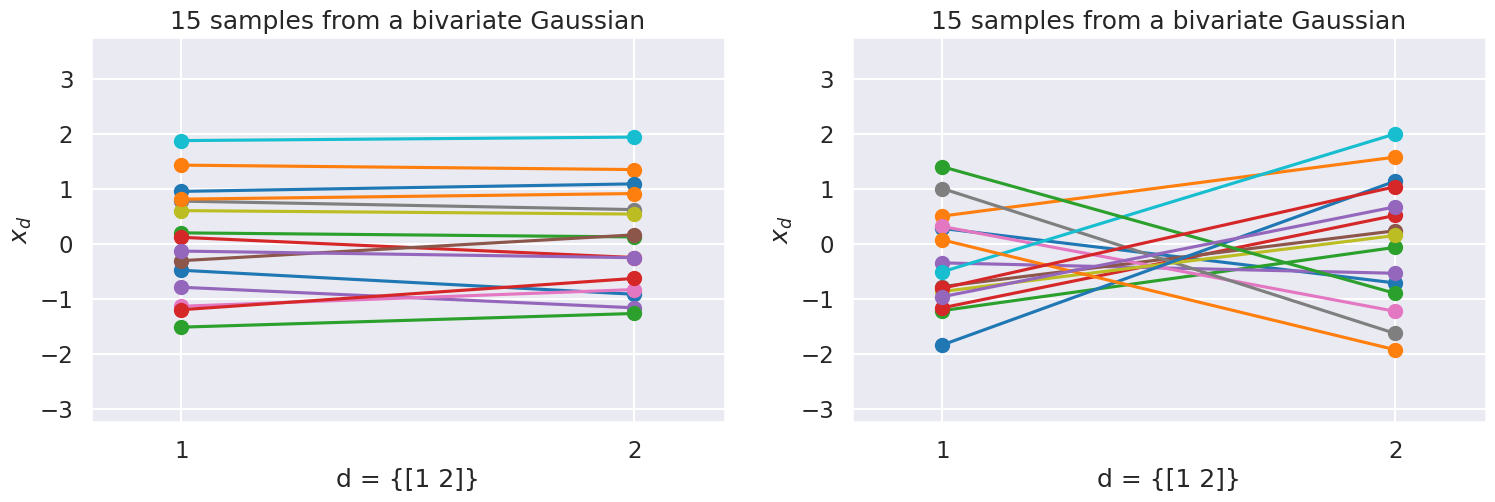 15 samples from a bivariate Gaussian
3
2
1
0
−1
−2
−3
x_d
1 2
d = {[1 2]}
15 samples from a bivariate Gaussian
3
2
1
0
−1
−2
−3
x_d
1 2
d = {[1 2]}